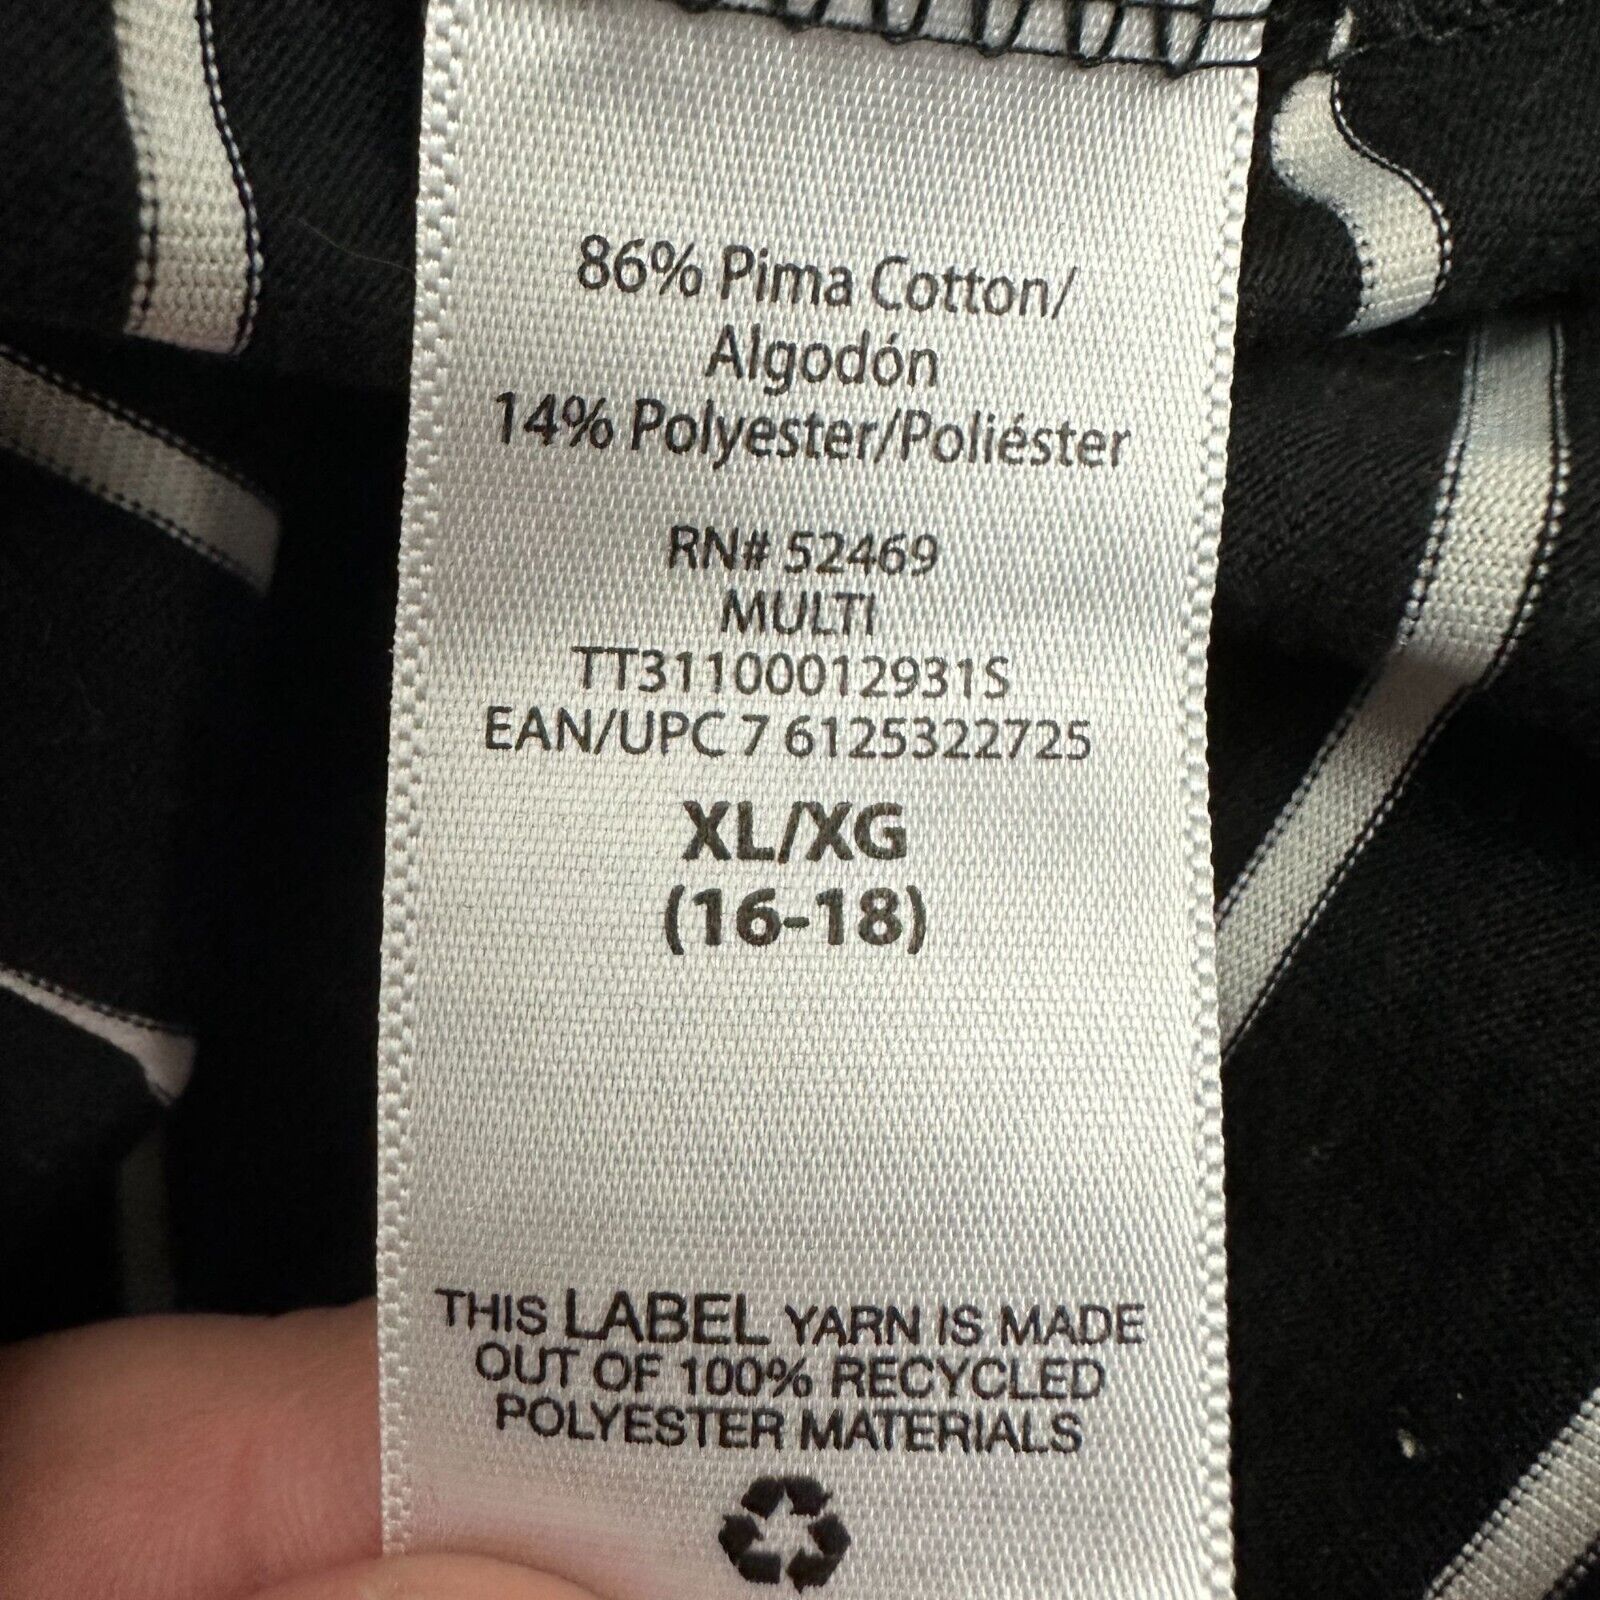 86% Pima Cotton/
Algodón
14% Polyester/Poliéster
RN# 52469
MULTI
TT31100012931S
EAN/UPC 7 6125322725
XL/XG
(16-18)
THIS LABEL YARN IS MADE
OUT OF 100% RECYCLED
POLYESTER MATERIALS